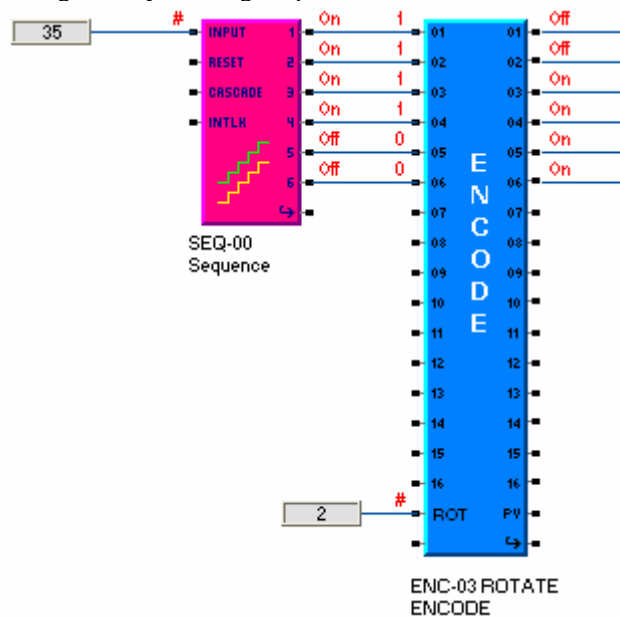 # On 1 Off
35 INPUT 1 01 01
On 1 Off
RESET 2 02 02
On 1 On
CASCADE 3 03 03
On 1 On
INTLK 4 04 04
Off 0 On
5 05 05
Off 0 On
6 06 06
ENCODE
07 07
08 08
09 09
10 10
11 11
12 12
13 13
14 14
15 15
16 16
SEQ-00
Sequence
#
2 ROT PV
ENC-03 ROTATE
ENCODE